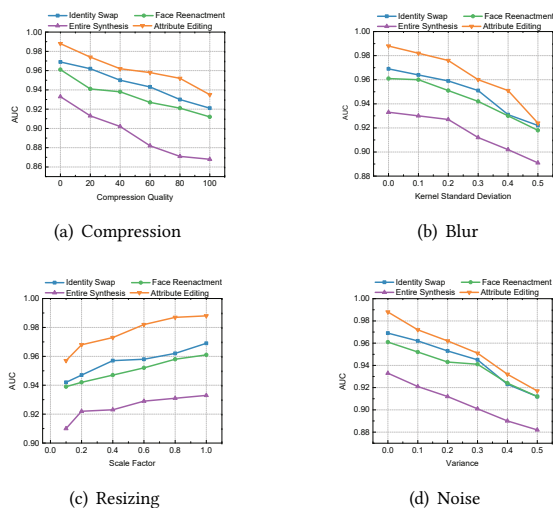 Identity Swap Face Reenactment
Entire Synthesis Attribute Editing
1.00
0.98
0.96
0.94
0.92
0.90
0.88
0.86
AUC
0 20 40 60 80 100
Compression Quality
(a) Compression
Identity Swap Face Reenactment
Entire Synthesis Attribute Editing
1.00
0.98
0.96
0.94
0.92
0.90
0.88
AUC
0.0 0.1 0.2 0.3 0.4 0.5
Kernel Standard Deviation
(b) Blur
Identity Swap Face Reenactment
Entire Synthesis Attribute Editing
1.00
0.98
0.96
0.94
0.92
0.90
AUC
0.0 0.2 0.4 0.6 0.8 1.0
Scale Factor
(c) Resizing
Identity Swap Face Reenactment
Entire Synthesis Attribute Editing
1.00
0.98
0.96
0.94
0.92
0.90
0.88
AUC
0.0 0.1 0.2 0.3 0.4 0.5
Variance
(d) Noise